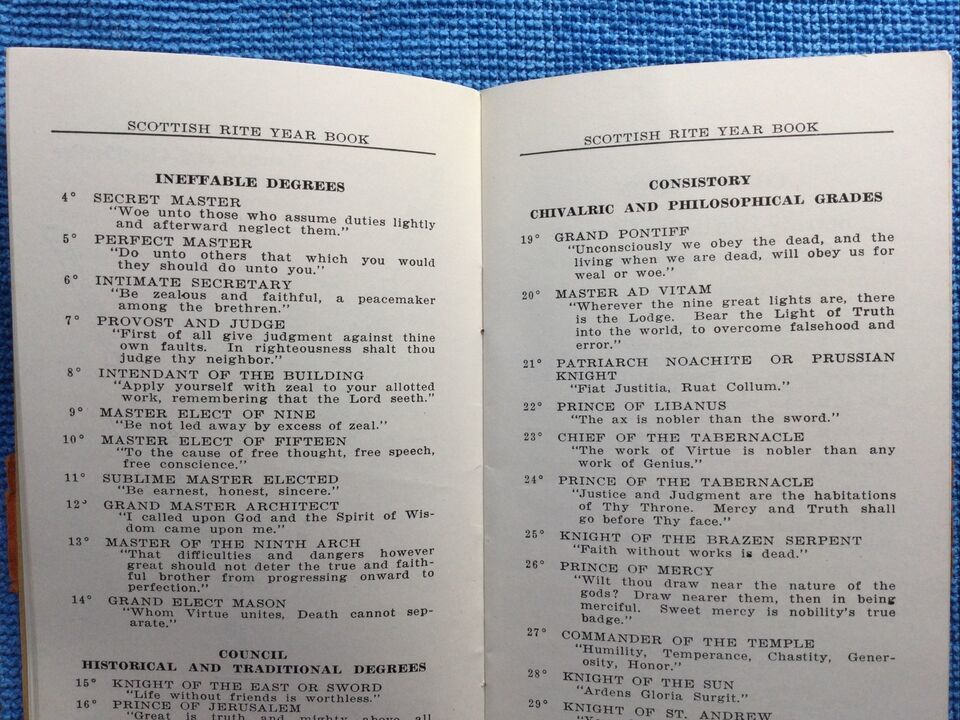 SCOTTISH RITE YEAR BOOK
INEFFABLE DEGREES
4° SECRET MASTER
"Woe unto those who assume duties lightly
and afterward neglect them."
5° PERFECT MASTER
"Do unto others that which you would
they should do unto you."
6° INTIMATE SECRETARY
"Be zealous and faithful, a peacemaker
among the brethren."
7° PROVOST AND JUDGE
"First of all give judgment against thine
own faults. In righteousness shalt thou
judge thy neighbor."
8° INTENDANT OF THE BUILDING
"Apply yourself with zeal to your allotted
work, remembering that the Lord seeth."
9° MASTER ELECT OF NINE
"Be not led away by excess of zeal."
10° MASTER ELECT OF FIFTEEN
"To the cause of free thought, free speech,
free conscience."
11° SUBLIME MASTER ELECTED
"Be earnest, honest, sincere."
12° GRAND MASTER ARCHITECT
"I called upon God and the Spirit of Wis-
dom came upon me."
13° MASTER OF THE NINTH ARCH
"That difficulties and dangers however
great should not deter the true and faith-
ful brother from progressing onward to
perfection."
14° GRAND ELECT MASON
"Whom Virtue unites, Death cannot sep-
arate."
COUNCIL
HISTORICAL AND TRADITIONAL DEGREES
15° KNIGHT OF THE EAST OR SWORD
"Life without friends is worthless."
16° PRINCE OF JERUSALEM
"Great is truth and mighty above all
SCOTTISH RITE YEAR BOOK
CONSISTORY
CHIVALRIC AND PHILOSOPHICAL GRADES
19° GRAND PONTIFF
"Unconsciously we obey the dead, and the
living when we are dead, will obey us for
weal or woe."
20° MASTER AD VITAM
"Wherever the nine great lights are, there
is the Lodge. Bear the Light of Truth
into the world, to overcome falsehood and
error."
21° PATRIARCH NOACHITE OR PRUSSIAN
KNIGHT
"Fiat Justitia, Ruat Collum."
22° PRINCE OF LIBANUS
"The ax is nobler than the sword."
23° CHIEF OF THE TABERNACLE
"The work of Virtue is nobler than any
work of Genius."
24° PRINCE OF THE TABERNACLE
"Justice and Judgment are the habitations
of Thy Throne. Mercy and Truth shall
go before Thy face."
25° KNIGHT OF THE BRAZEN SERPENT
"Faith without works is dead."
26° PRINCE OF MERCY
"Wilt thou draw near the nature of the
gods? Draw nearer them, then in being
merciful. Sweet mercy is nobility's true
badge."
27° COMMANDER OF THE TEMPLE
"Humility, Temperance, Chastity, Gener-
osity, Honor."
28° KNIGHT OF THE SUN
"Ardens Gloria Surgit."
29° KNIGHT OF ST. ANDREW